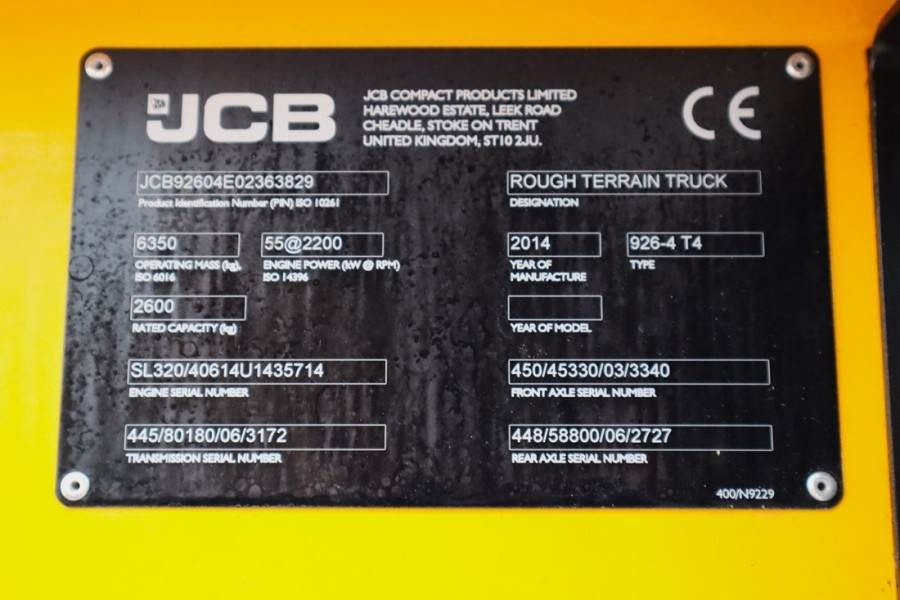 JCB
JCB COMPACT PRODUCTS LIMITED
HAREWOOD ESTATE, LEEK ROAD
CHEADLE, STOKE ON TRENT
UNITED KINGDOM, ST10 2JU.
CE
JCB92604E02363829
Product Identification Number (PIN) ISO 10261
ROUGH TERRAIN TRUCK
DESIGNATION
6350
OPERATING MASS (kg),
ISO 6016
55@2200
ENGINE POWER (kW @ RPM)
ISO 14396
2014
YEAR OF
MANUFACTURE
926-4 T4
TYPE
2600
RATED CAPACITY (kg)
YEAR OF MODEL
SL320/40614U1435714
ENGINE SERIAL NUMBER
450/45330/03/3340
FRONT AXLE SERIAL NUMBER
445/80180/06/3172
TRANSMISSION SERIAL NUMBER
448/58800/06/2727
REAR AXLE SERIAL NUMBER
400/N9229